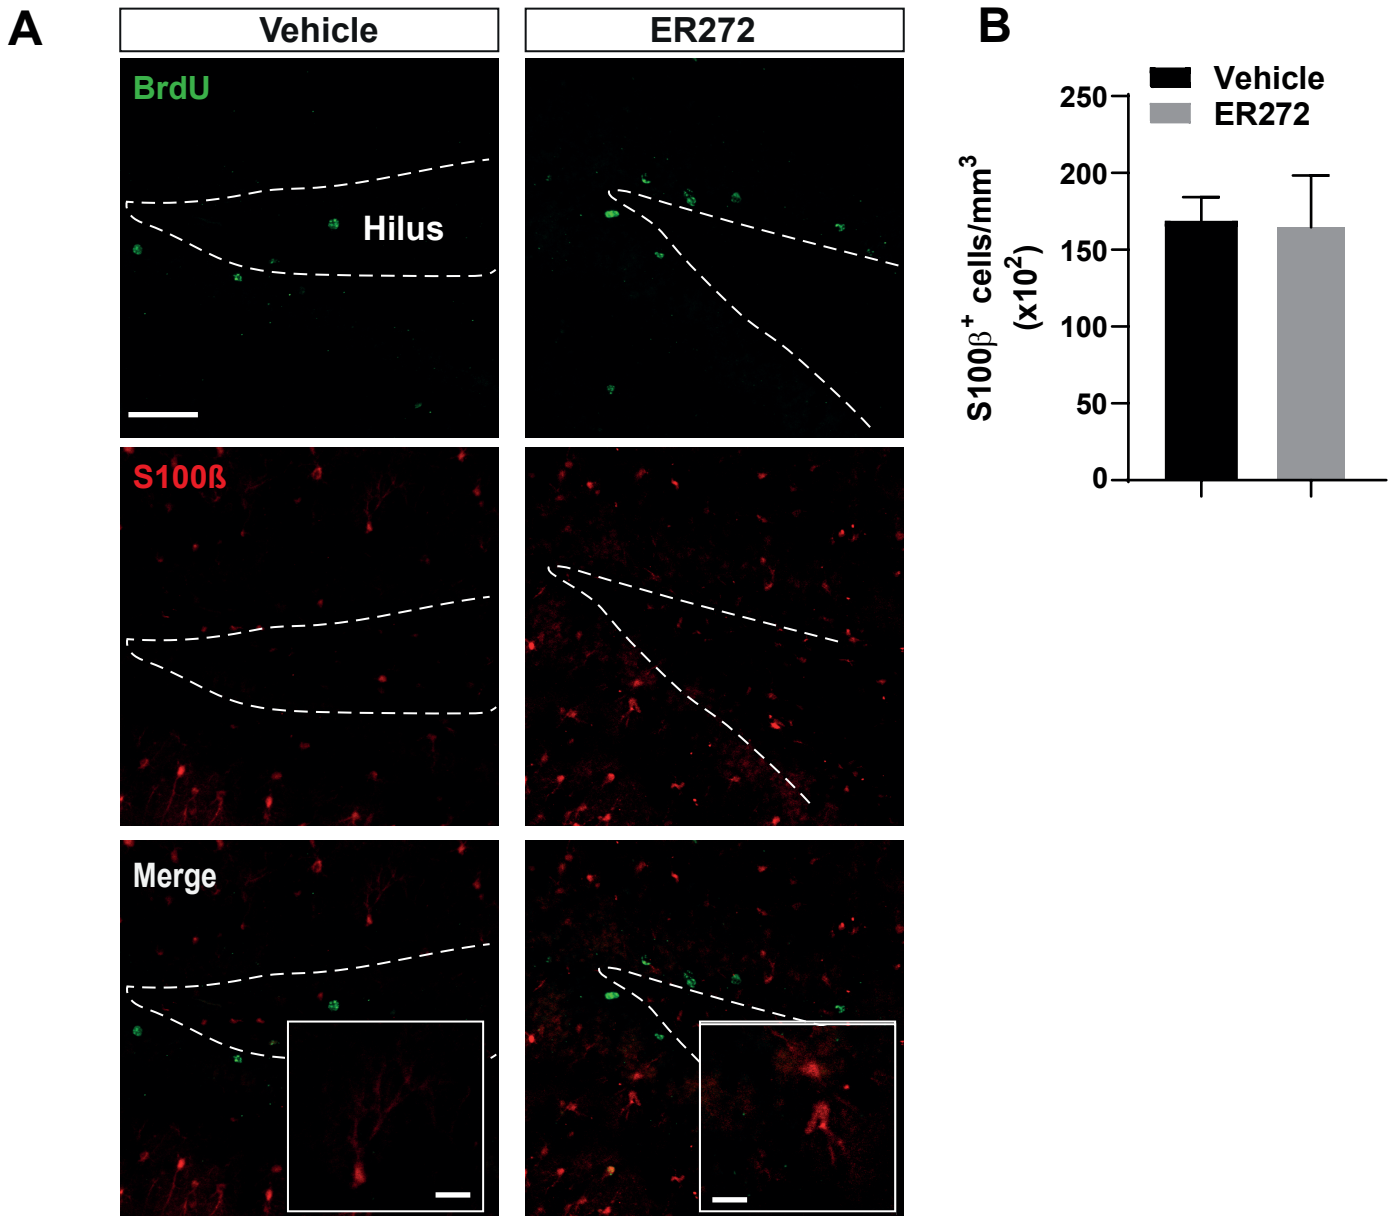 A
Vehicle
ER272
BrdU
Hilus
S100ß
Merge
B
Vehicle
ER272
S100β⁺ cells/mm³
(x10²)
250
200
150
100
50
0